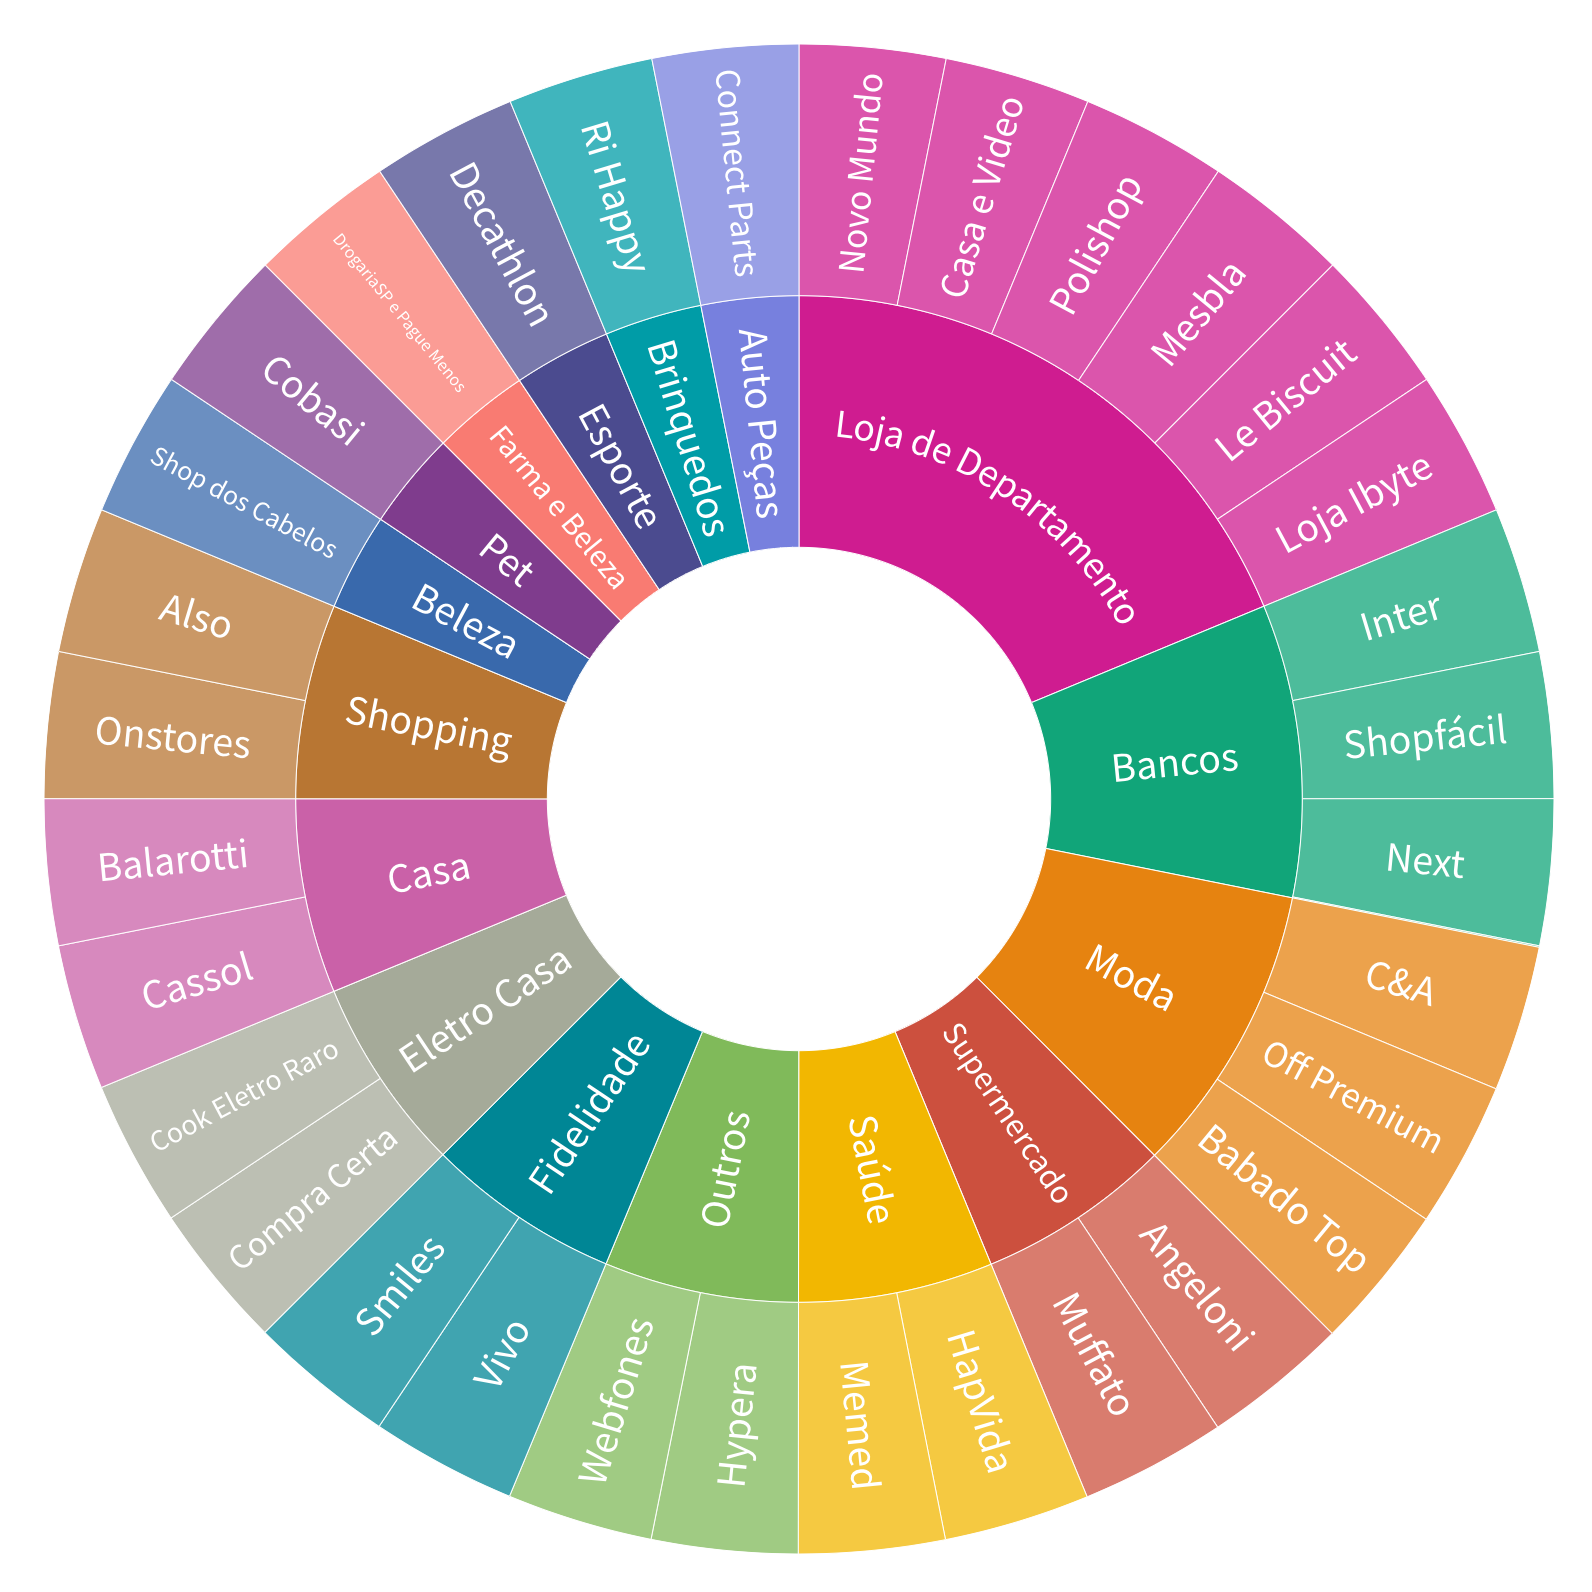 Loja de Departamento
Novo Mundo
Casa e Video
Polishop
Mesbla
Le Biscuit
Loja Ibyte
Bancos
Inter
Shopfácil
Next
Moda
C&A
Off Premium
Babado Top
Supermercado
Angeloni
Muffato
Saúde
HapVida
Memed
Outros
Hypera
Webfones
Fidelidade
Vivo
Smiles
Eletro Casa
Compra Certa
Cook Eletro Raro
Casa
Cassol
Balarotti
Shopping
Onstores
Also
Beleza
Shop dos Cabelos
Pet
Cobasi
Farma e Beleza
DrogariaSP e Pague Menos
Esporte
Decathlon
Brinquedos
Ri Happy
Auto Peças
Connect Parts